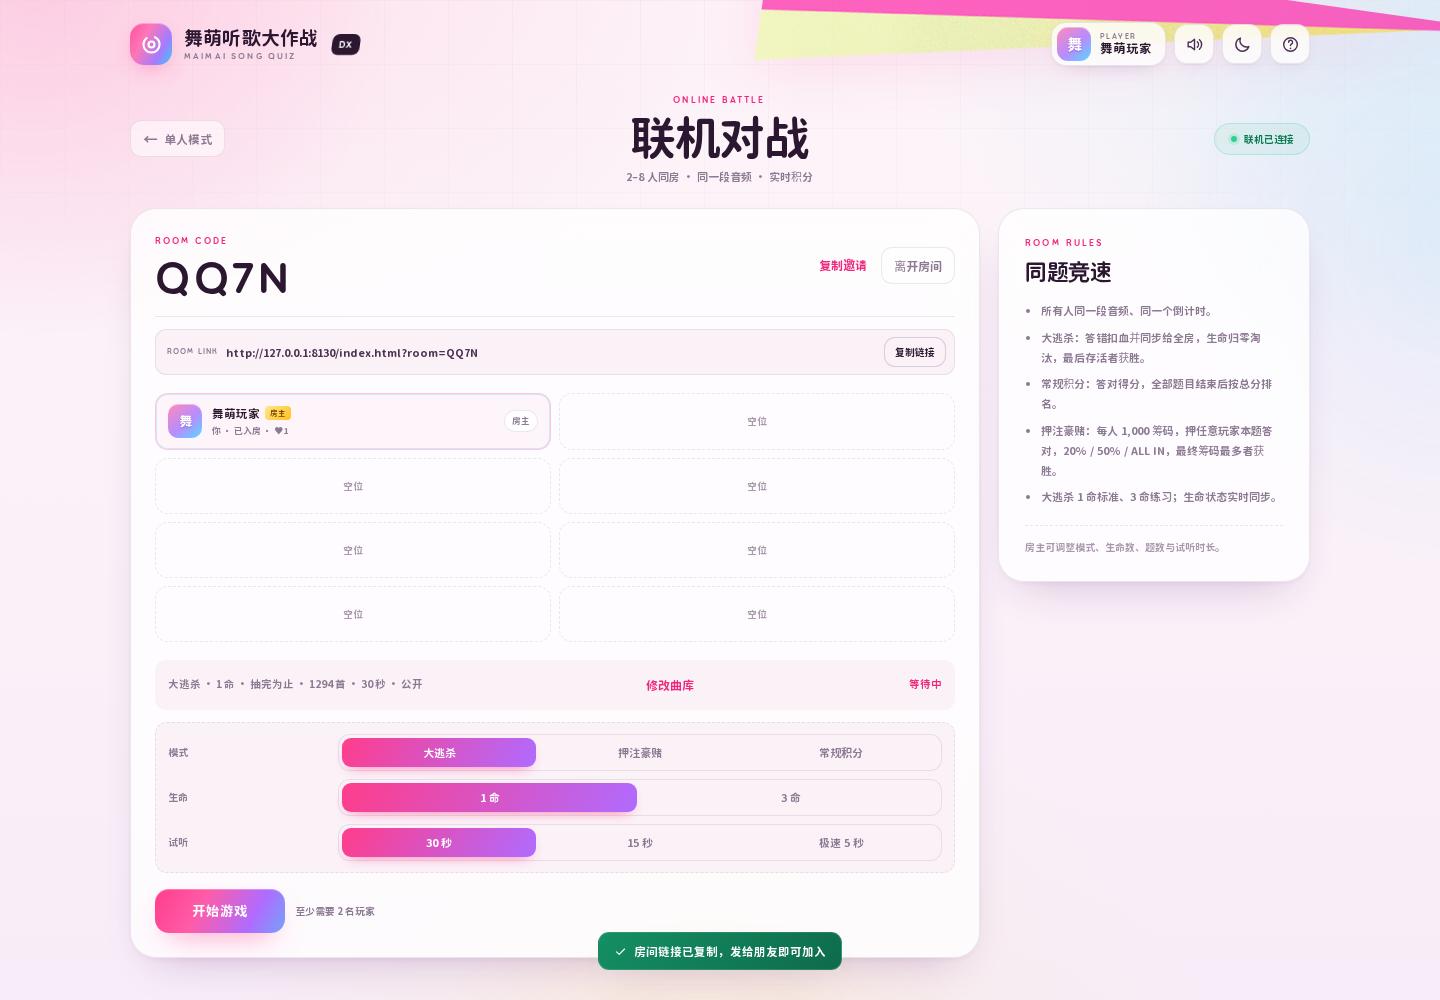 舞萌听歌大作战
DX
MAIMAI SONG QUIZ
舞
PLAYER
舞萌玩家
ONLINE BATTLE
← 单人模式
联机对战
联机已连接
2–8 人同房 • 同一段音频 • 实时积分
ROOM CODE
QQ7N
复制邀请
离开房间
ROOM LINK
http://127.0.0.1:8130/index.html?room=QQ7N
复制链接
舞
舞萌玩家
房主
你 • 已入房 • ♥1
房主
空位
空位
空位
空位
空位
空位
空位
大逃杀 • 1命 • 抽完为止 • 1294首 • 30秒 • 公开
修改曲库
等待中
模式
大逃杀
押注豪赌
常规积分
生命
1 命
3 命
试听
30 秒
15 秒
极速 5 秒
开始游戏
至少需要 2 名玩家
ROOM RULES
同题竞速
• 所有人同一段音频、同一个倒计时。
• 大逃杀：答错扣血并同步给全房，生命归零淘
汰，最后存活者获胜。
• 常规积分：答对得分，全部题目结束后按总分排
名。
• 押注豪赌：每人 1,000 筹码，押任意玩家本题答
对，20% / 50% / ALL IN，最终筹码最多者获
胜。
• 大逃杀 1 命标准、3 命练习；生命状态实时同步。
房主可调整模式、生命数、题数与试听时长。
✓ 房间链接已复制，发给朋友即可加入